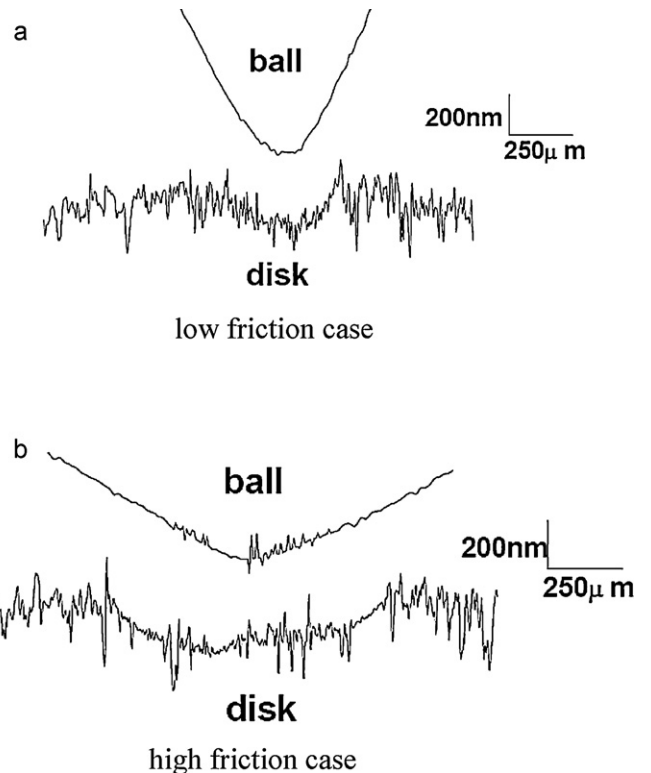 a
ball
200nm
250μ m
disk
low friction case
b
ball
200nm
250μ m
disk
high friction case